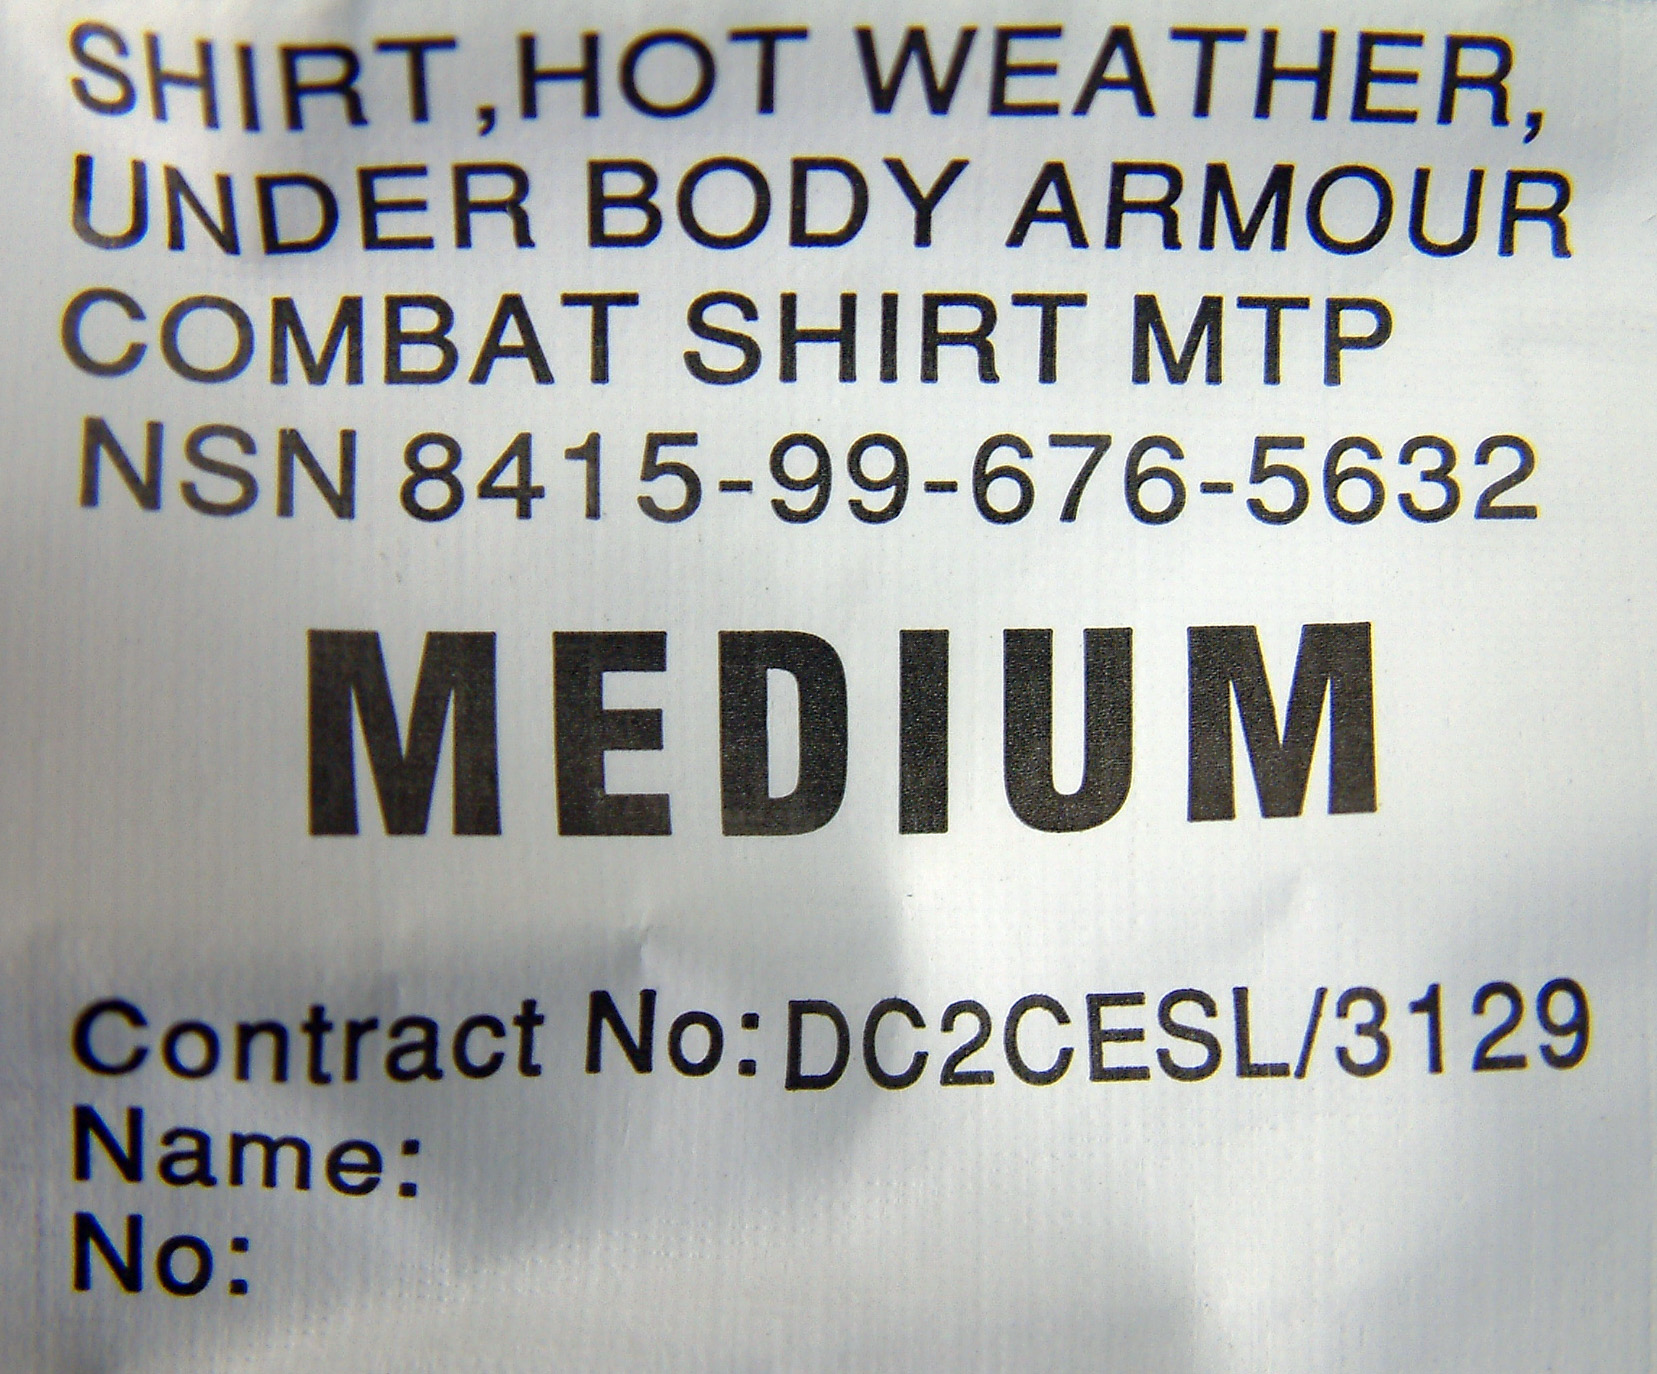 SHIRT,HOT WEATHER,
UNDER BODY ARMOUR
COMBAT SHIRT MTP
NSN 8415-99-676-5632
MEDIUM
Contract No:DC2CESL/3129
Name:
No: